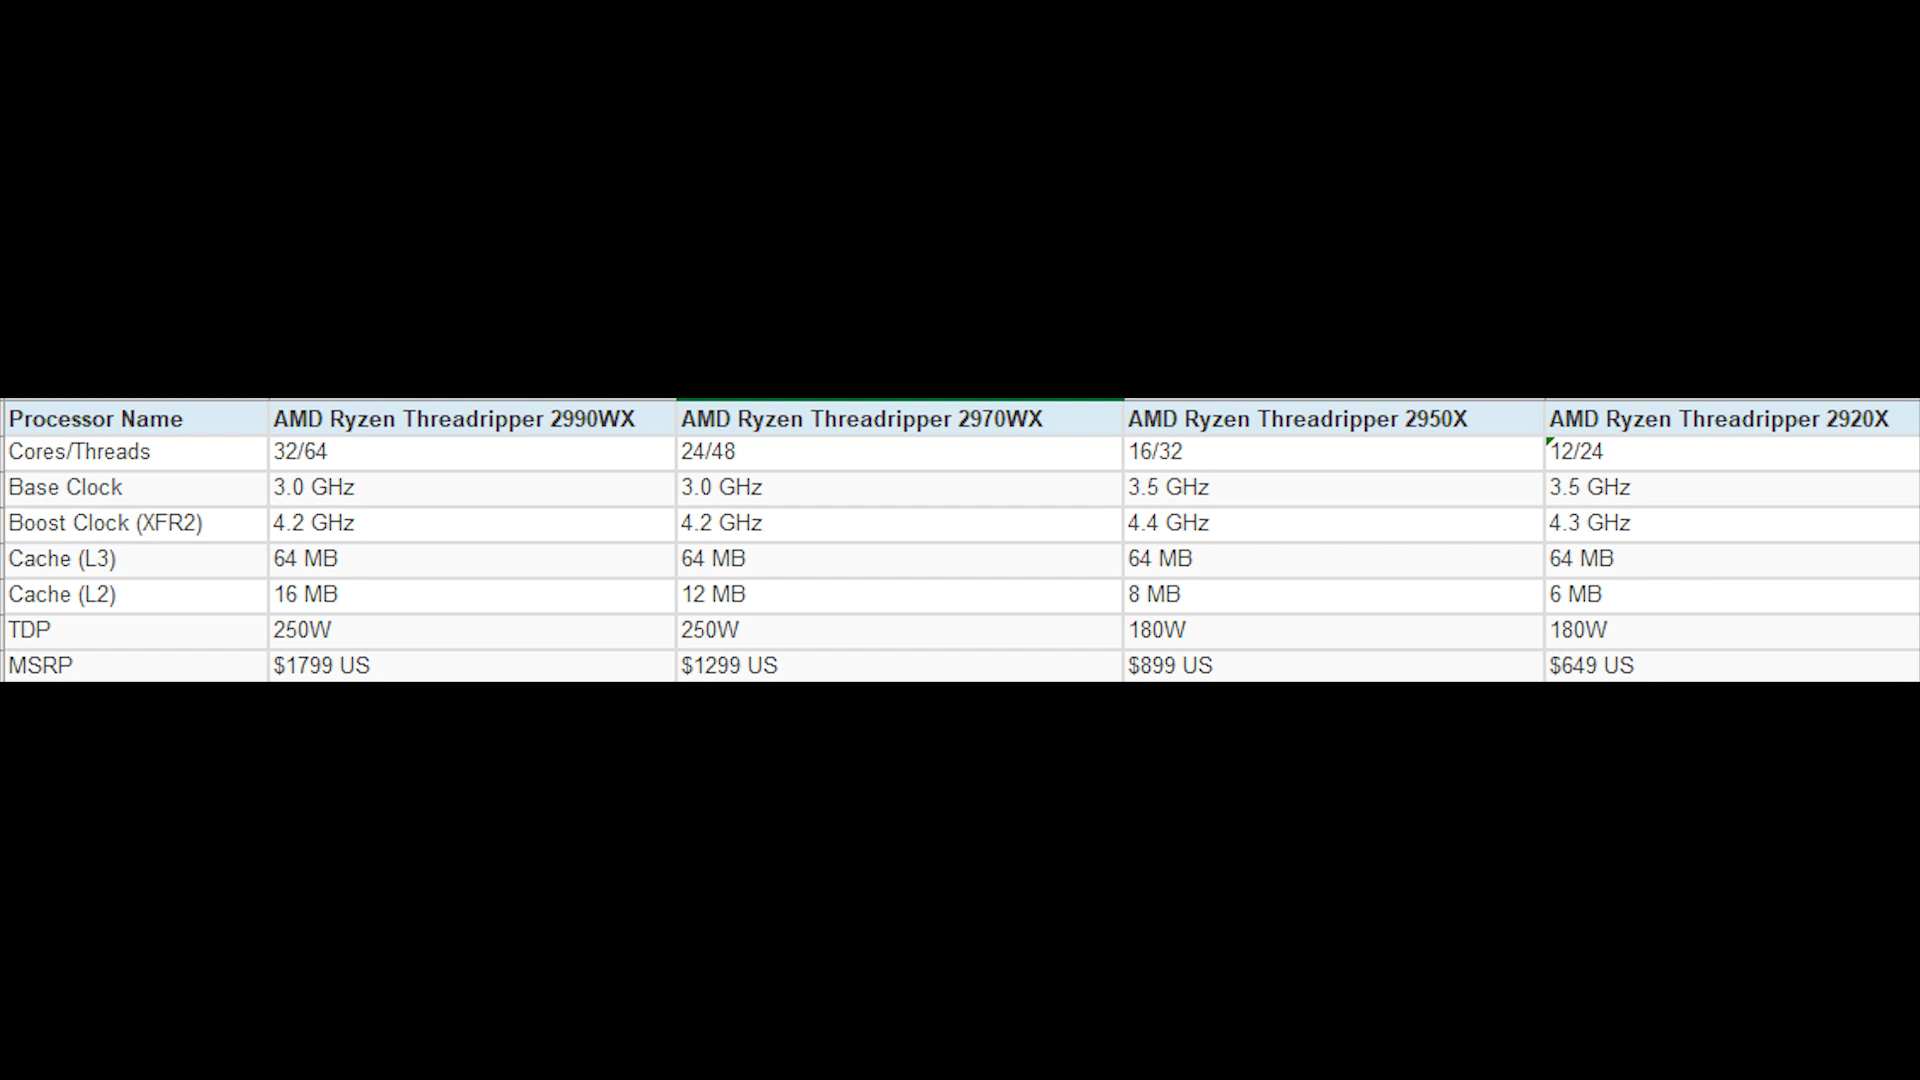 Processor Name AMD Ryzen Threadripper 2990WX AMD Ryzen Threadripper 2970WX AMD Ryzen Threadripper 2950X AMD Ryzen Threadripper 2920X
Cores/Threads 32/64 24/48 16/32 12/24
Base Clock 3.0 GHz 3.0 GHz 3.5 GHz 3.5 GHz
Boost Clock (XFR2) 4.2 GHz 4.2 GHz 4.4 GHz 4.3 GHz
Cache (L3) 64 MB 64 MB 64 MB 64 MB
Cache (L2) 16 MB 12 MB 8 MB 6 MB
TDP 250W 250W 180W 180W
MSRP $1799 US $1299 US $899 US $649 US